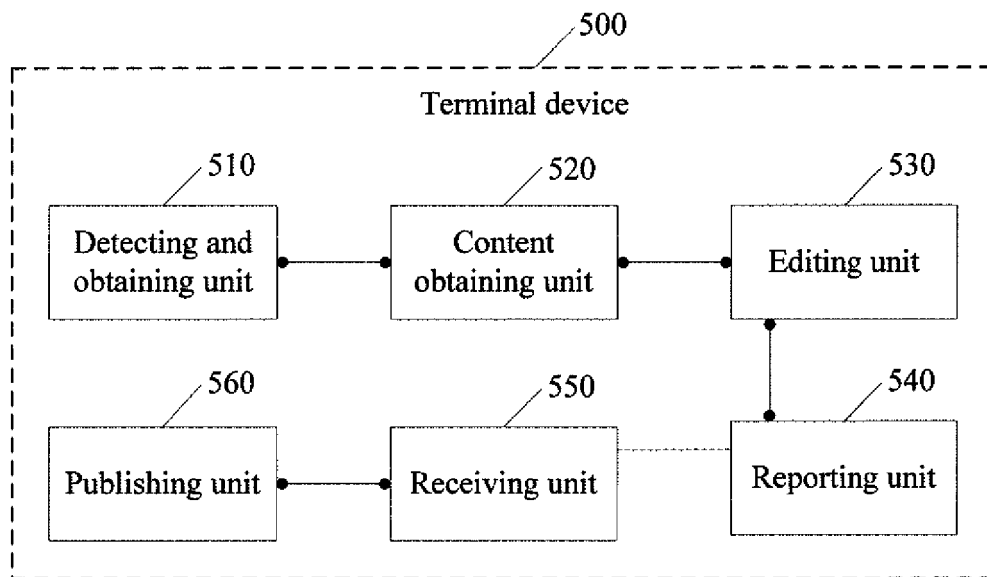 500
Terminal device
510
520
530
Detecting and
obtaining unit
Content
obtaining unit
Editing unit
560
550
540
Publishing unit
Receiving unit
Reporting unit